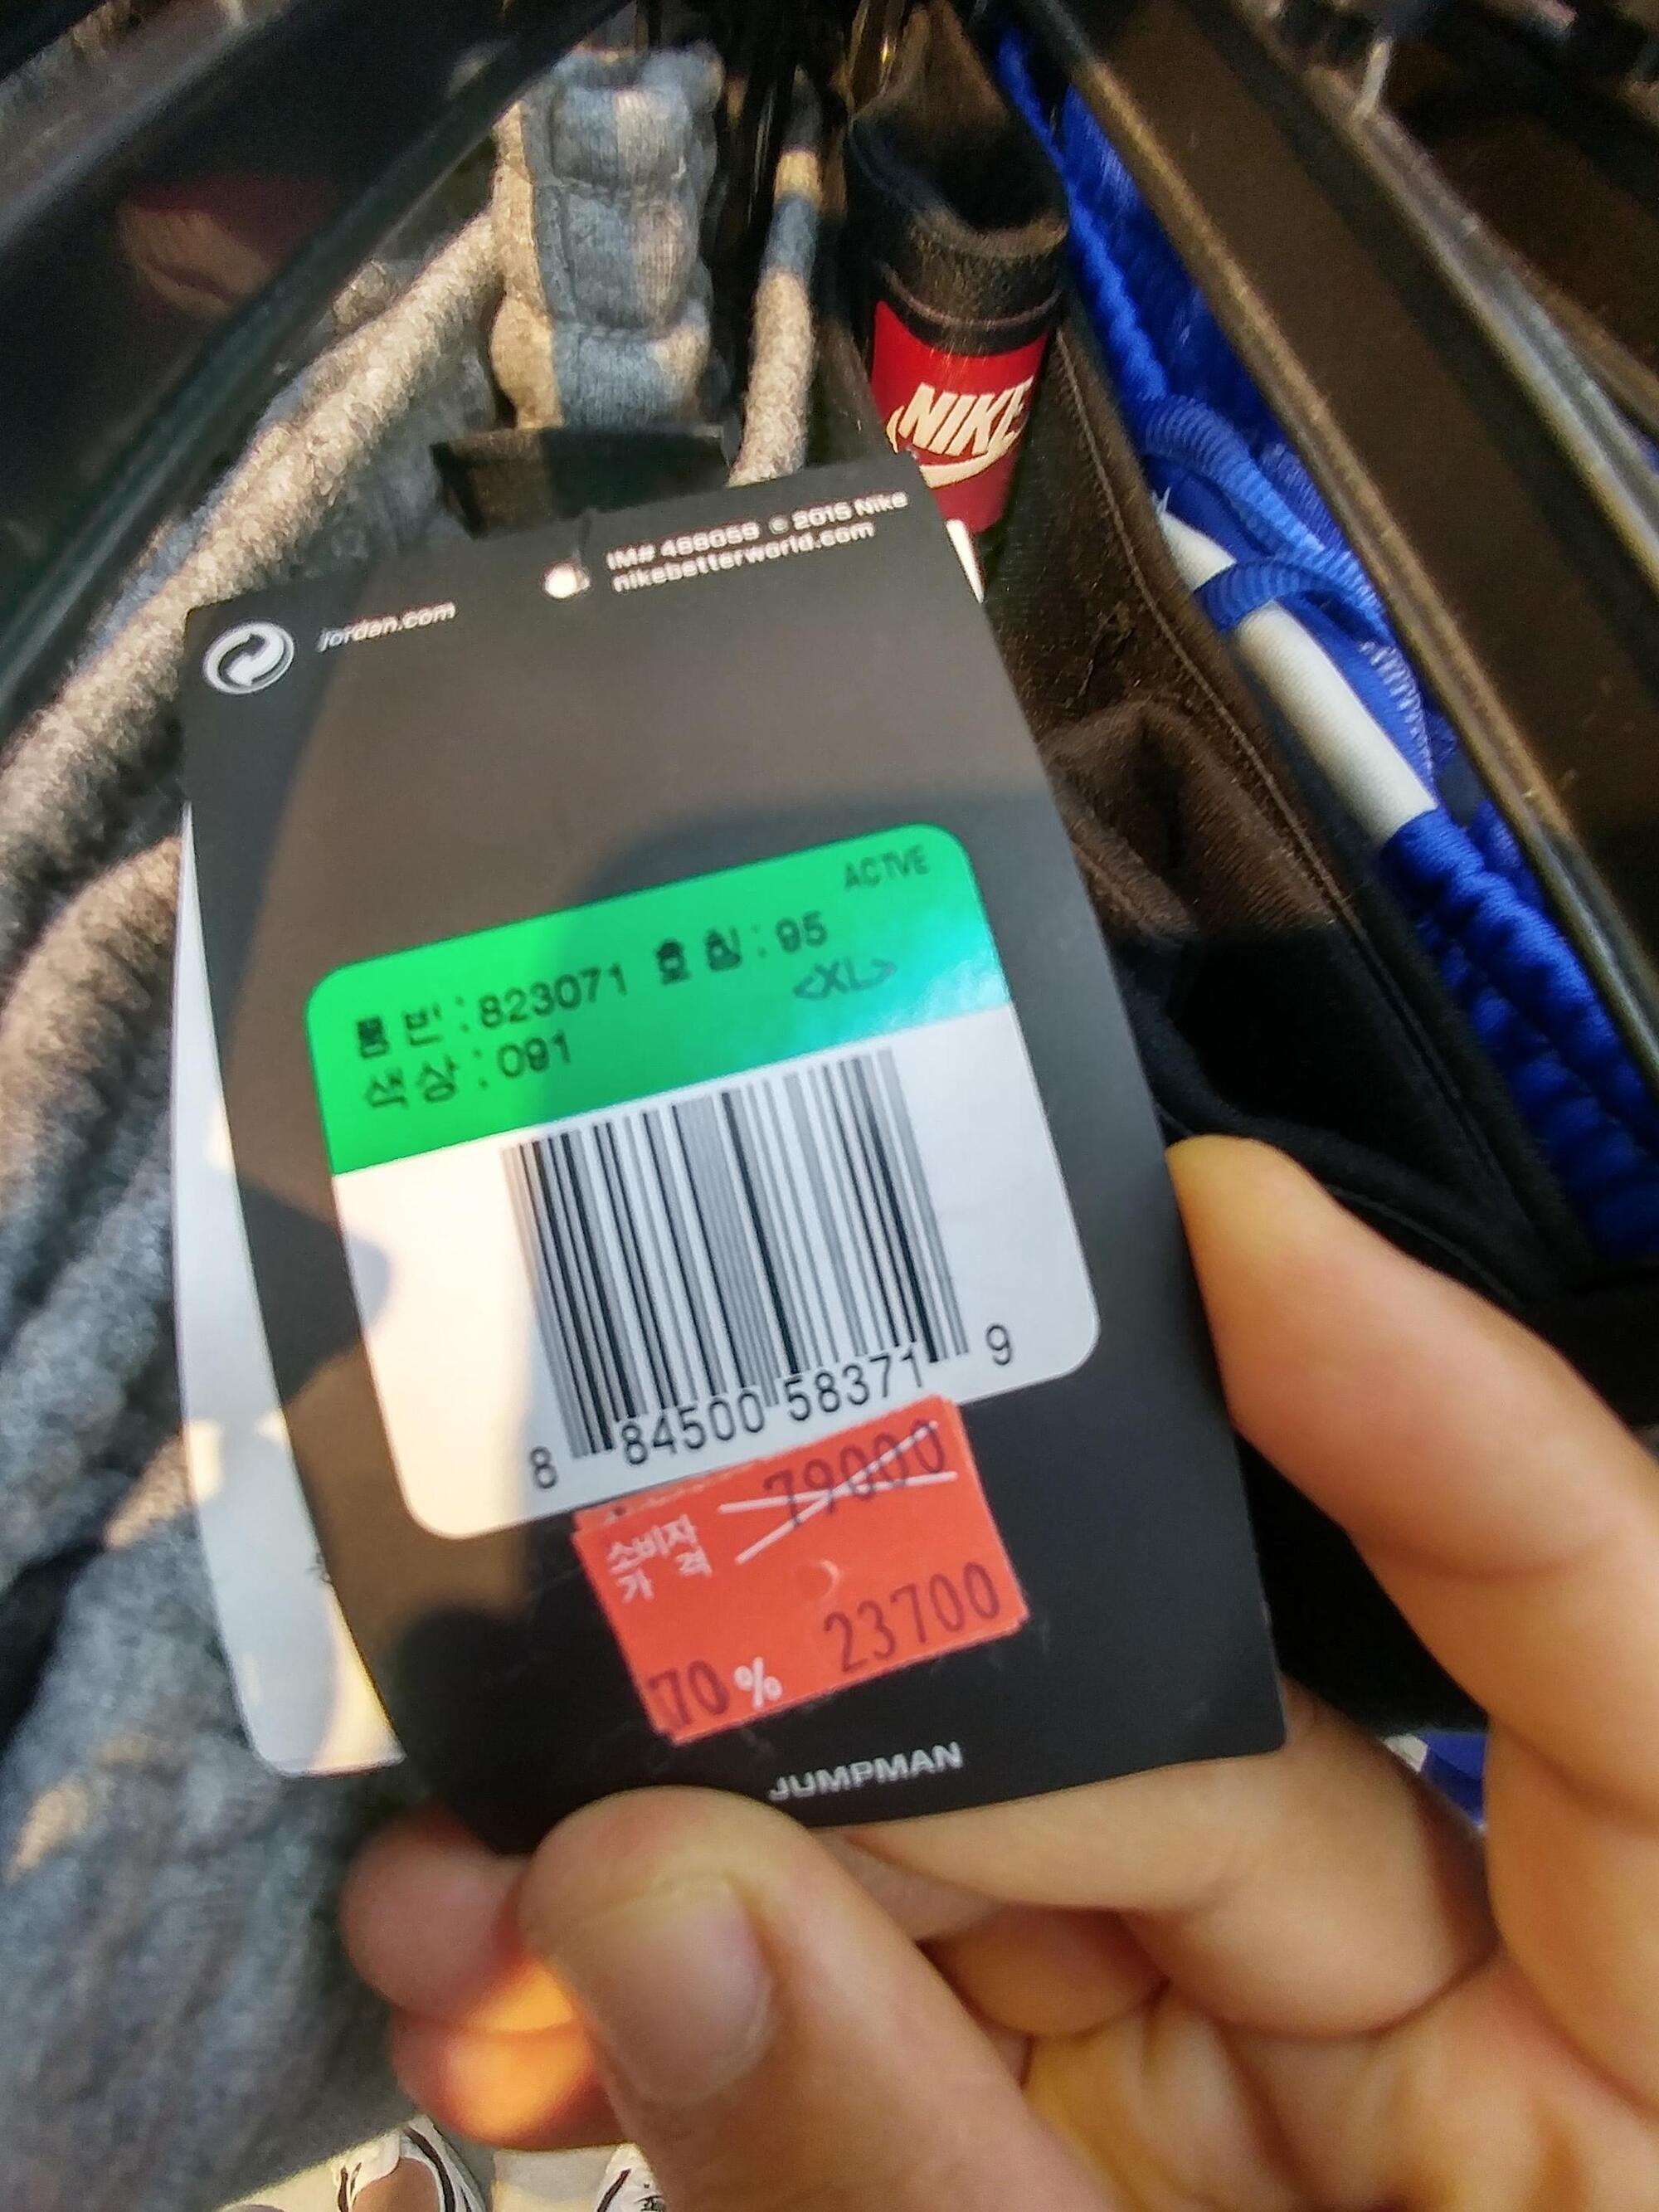 NIKE
IM# 466059 © 2015 Nike
nikebetterworld.com
jordan.com
ACTVE
품번 : 823071 호칭 : 95
<XL>
색상 : 091
8 84500 58371 9
79000
소비자
가 격
23700
70 %
JUMPMAN